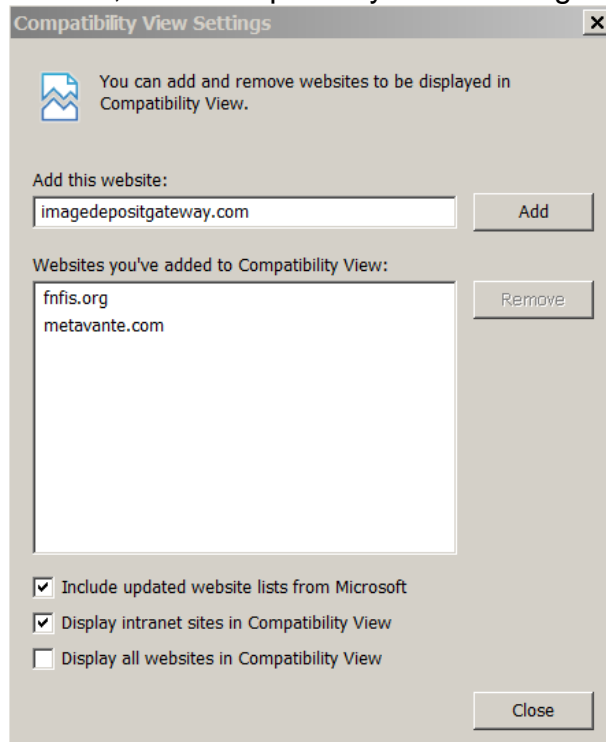 Compatibility View Settings
You can add and remove websites to be displayed in
Compatibility View.
Add this website:
imagedepositgateway.com
Add
Websites you've added to Compatibility View:
fnfis.org
Remove
metavante.com
Include updated website lists from Microsoft
Display intranet sites in Compatibility View
Display all websites in Compatibility View
Close